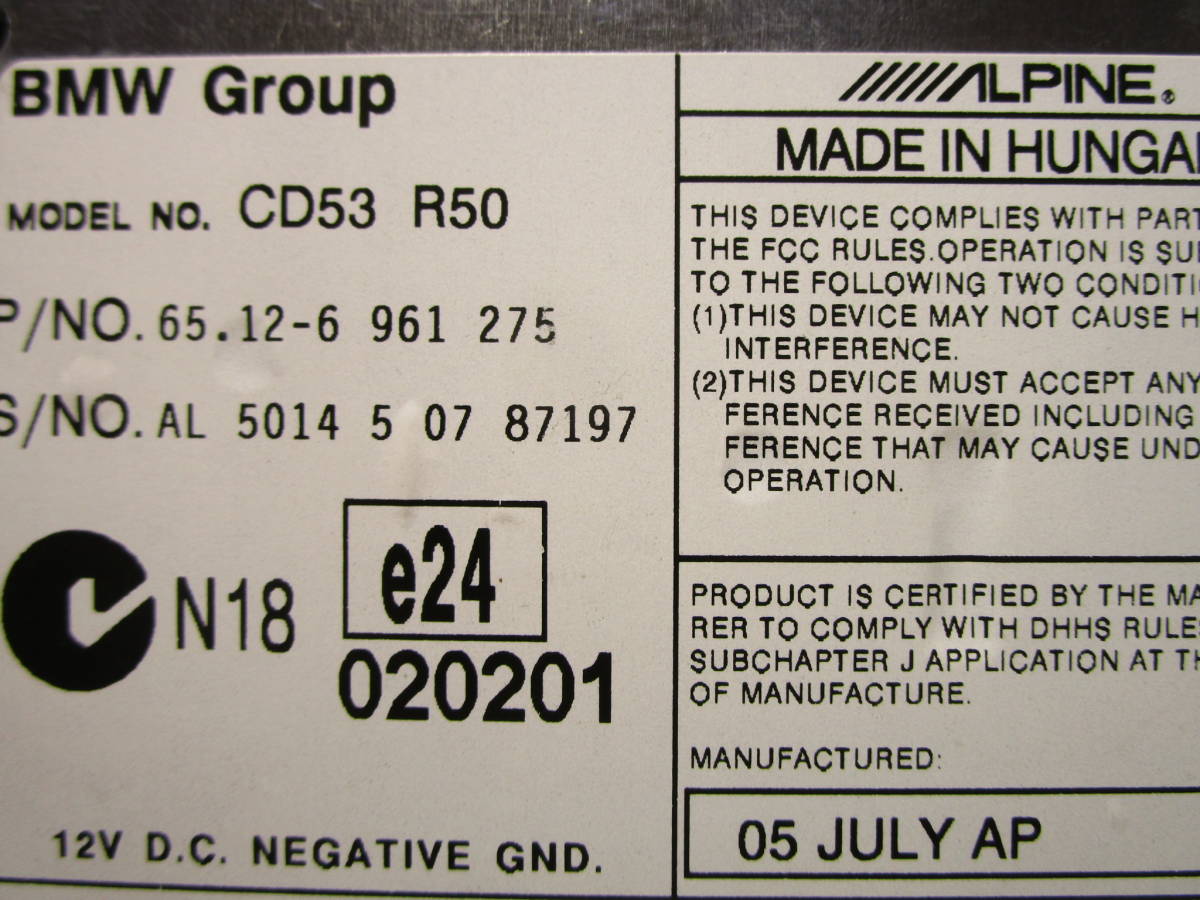 BMW Group
MODEL NO. CD53 R50
P/NO. 65.12-6 961 275
S/NO. AL 5014 5 07 87197
N18
e24
020201
12V D.C. NEGATIVE GND.
ALPINE®
MADE IN HUNGA
THIS DEVICE COMPLIES WITH PART
THE FCC RULES.OPERATION IS SU
TO THE FOLLOWING TWO CONDITI
(1)THIS DEVICE MAY NOT CAUSE H
INTERFERENCE.
(2)THIS DEVICE MUST ACCEPT ANY
FERENCE RECEIVED INCLUDING
FERENCE THAT MAY CAUSE UND
OPERATION.
PRODUCT IS CERTIFIED BY THE MA
RER TO COMPLY WITH DHHS RULES
SUBCHAPTER J APPLICATION AT TH
OF MANUFACTURE.
MANUFACTURED:
05 JULY AP